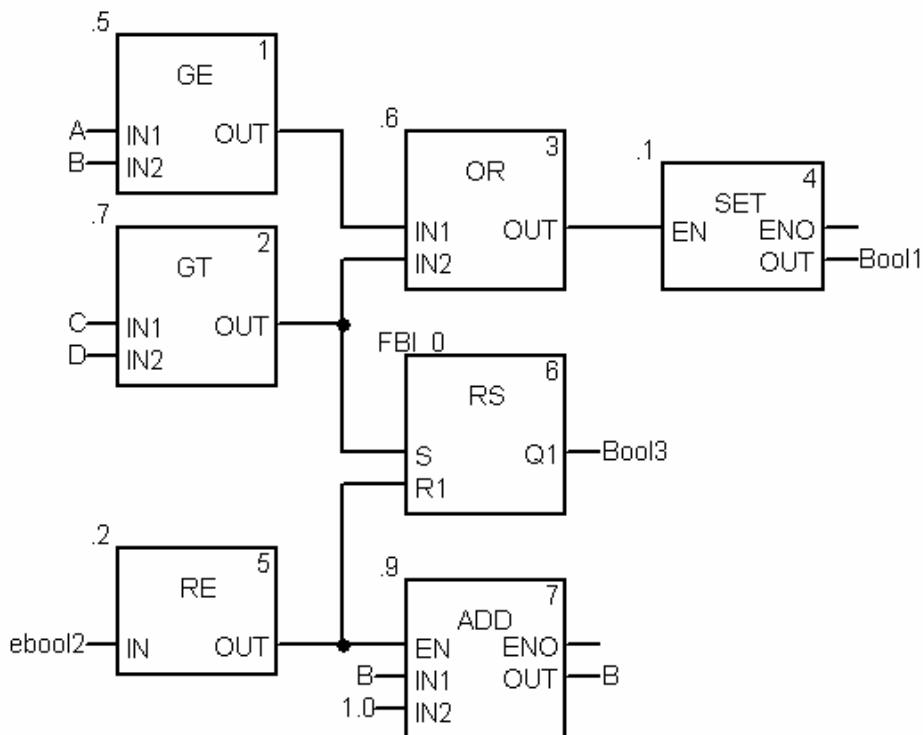 .5
1
GE
A IN1 OUT
B IN2
.7
2
GT
C IN1 OUT
D IN2
.6
3
OR
IN1 OUT
IN2
.1
4
SET
EN ENO
OUT Bool1
FBI_0
6
RS
S Q1 Bool3
R1
.2
5
RE
ebool2 IN OUT
.9
7
ADD
EN ENO
B IN1 OUT B
1.0 IN2